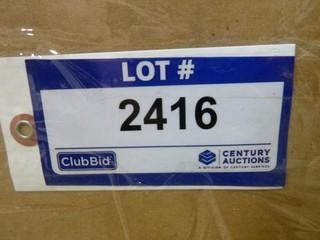 LOT #
2416
ClubBid
CENTURY
AUCTIONS
A DIVISION OF CENTURY SERVICES